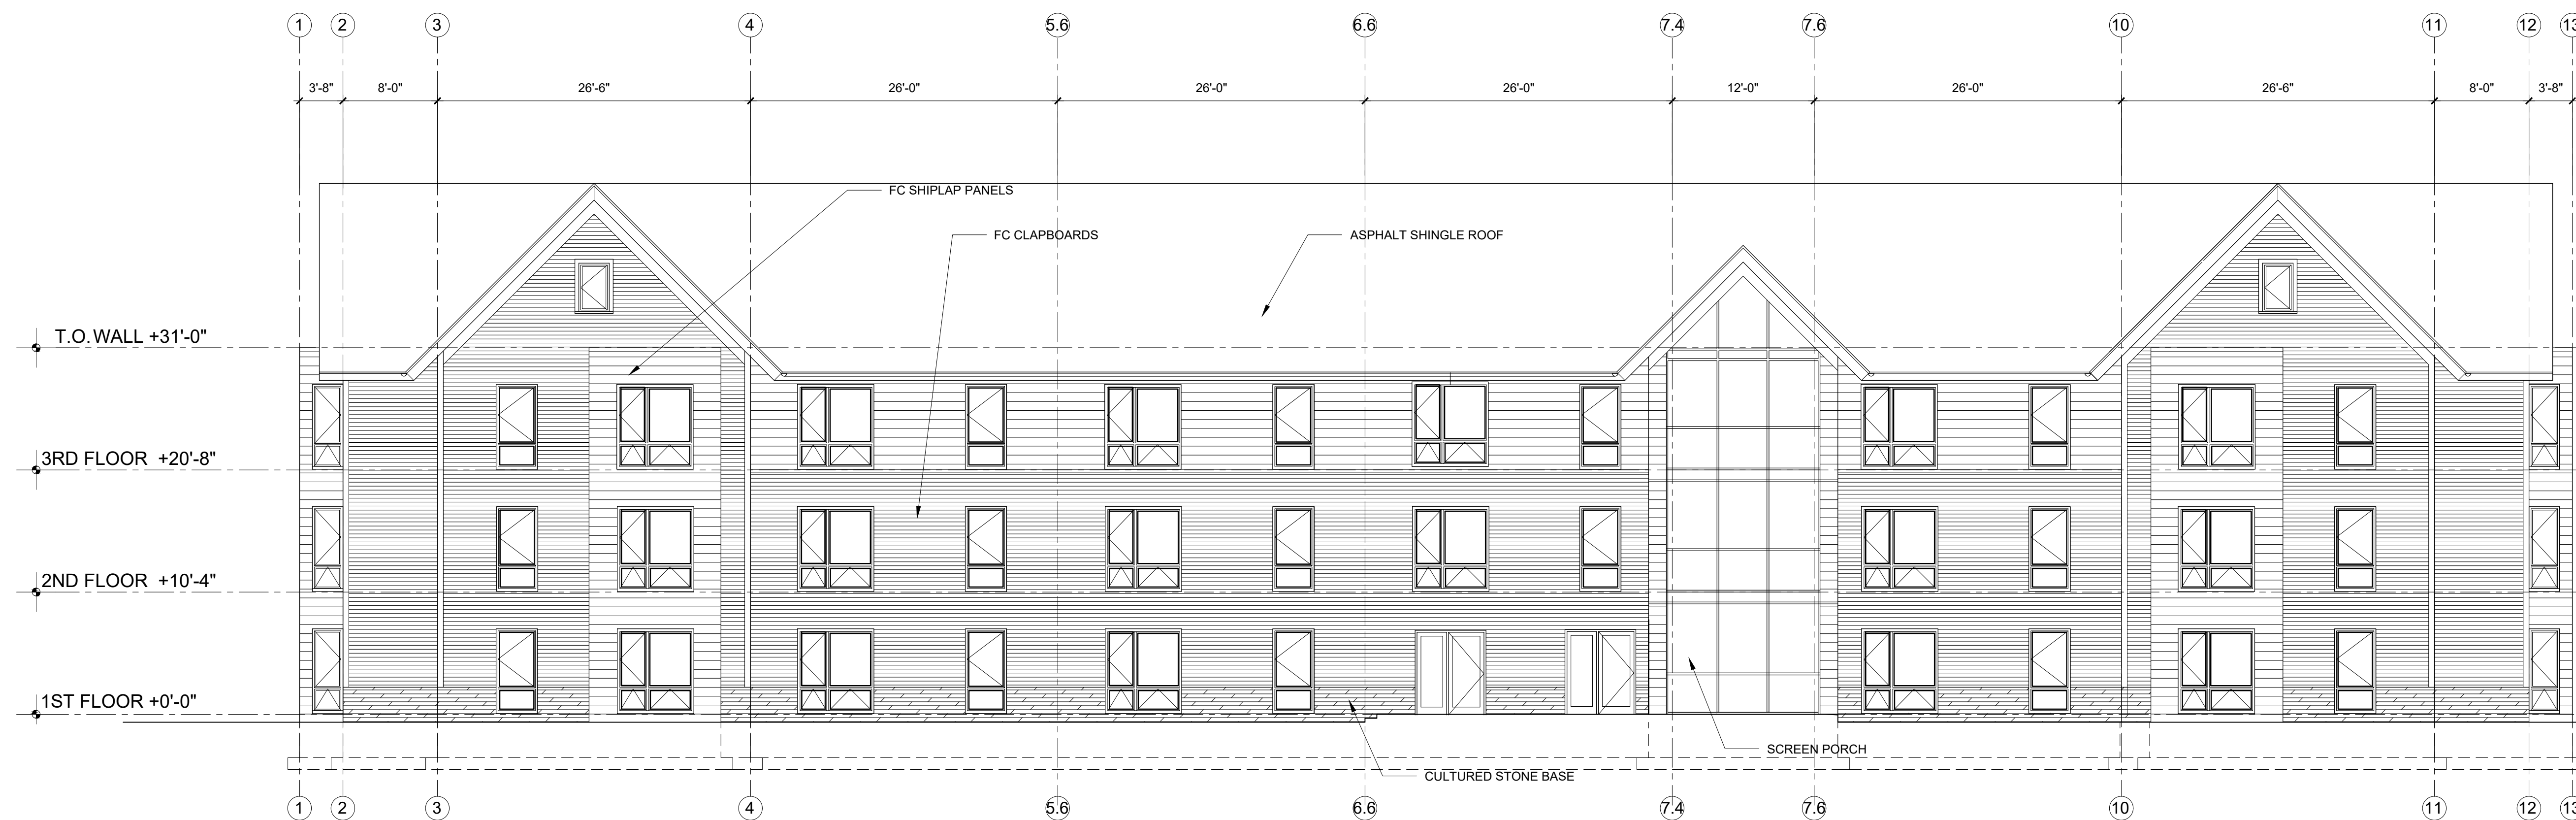 1 2 3 4 5.6 6.6 7.4 7.6 10 11 12 13
3'-8" 8'-0" 26'-6" 26'-0" 26'-0" 26'-0" 12'-0" 26'-0" 26'-6" 8'-0" 3'-8"
FC SHIPLAP PANELS
FC CLAPBOARDS
ASPHALT SHINGLE ROOF
T.O. WALL +31'-0"
3RD FLOOR +20'-8"
2ND FLOOR +10'-4"
1ST FLOOR +0'-0"
SCREEN PORCH
CULTURED STONE BASE
1 2 3 4 5.6 6.6 7.4 7.6 10 11 12 13